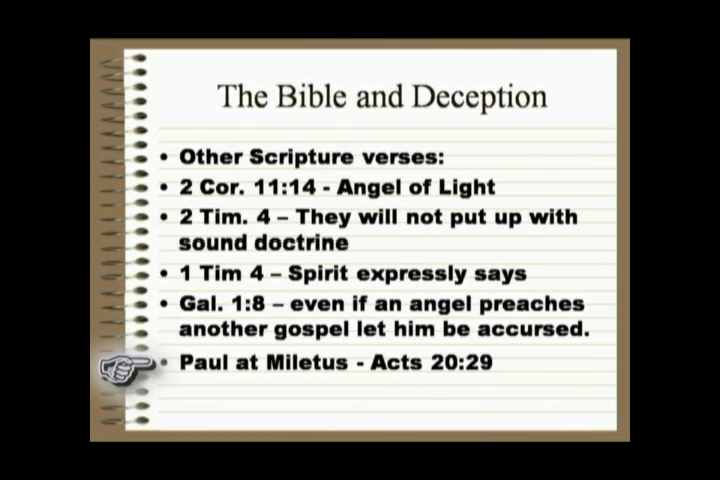 The Bible and Deception
• Other Scripture verses:
• 2 Cor. 11:14 - Angel of Light
• 2 Tim. 4 – They will not put up with
sound doctrine
• 1 Tim 4 – Spirit expressly says
• Gal. 1:8 – even if an angel preaches
another gospel let him be accursed.
• Paul at Miletus - Acts 20:29